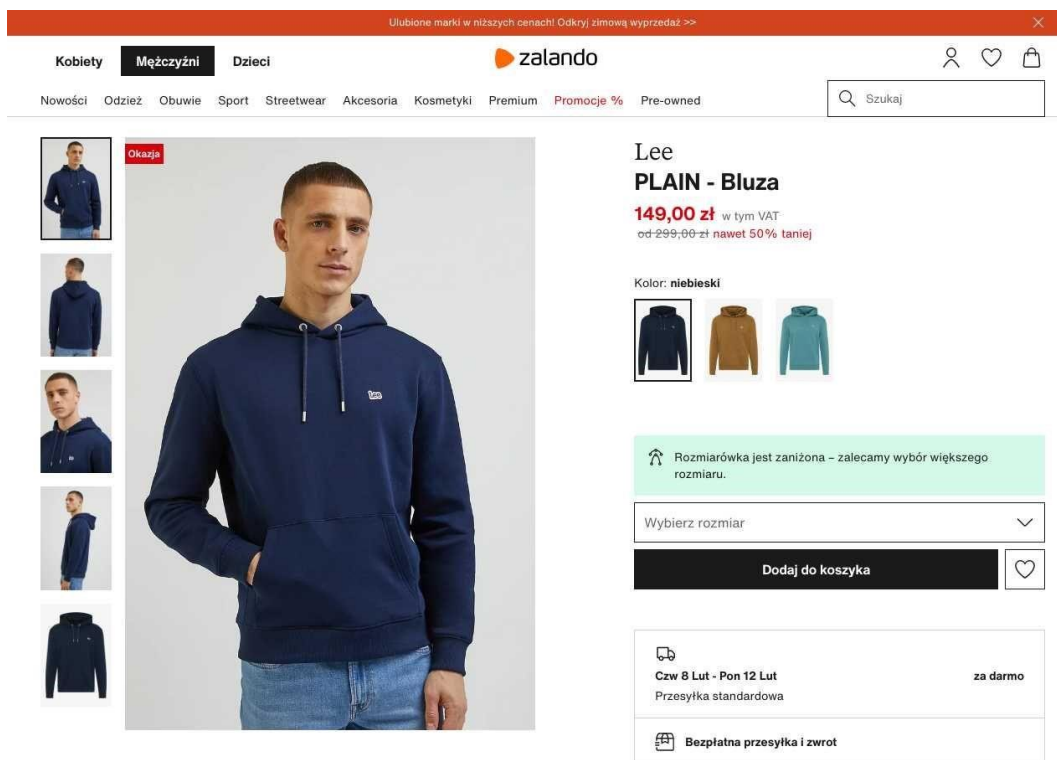 Ulubione marki w niższych cenach! Odkryj zimową wyprzedaż >>
Kobiety Mężczyźni Dzieci
zalando
Nowości Odzież Obuwie Sport Streetwear Akcesoria Kosmetyki Premium Promocje % Pre-owned
Szukaj
Okazja
Lee
Lee
PLAIN - Bluza
149,00 zł w tym VAT
od 299,00 zł nawet 50% taniej
Kolor: niebieski
Rozmiarówka jest zaniżona – zalecamy wybór większego
rozmiaru.
Wybierz rozmiar
Dodaj do koszyka
Czw 8 Lut - Pon 12 Lut za darmo
Przesyłka standardowa
Bezpłatna przesyłka i zwrot